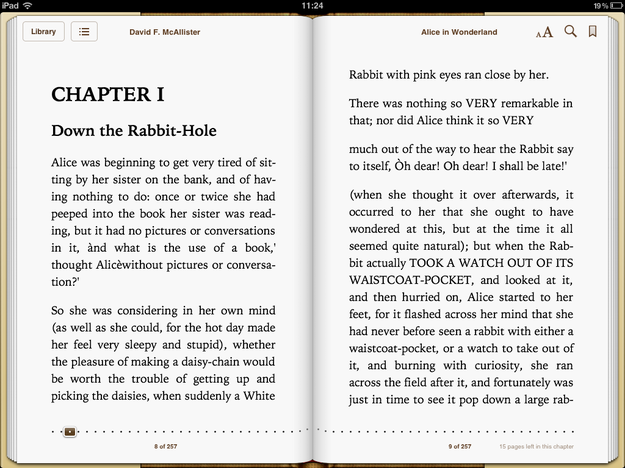 iPad
11:24
19%
Library
David F. McAllister
Alice in Wonderland
AA
CHAPTER I
Down the Rabbit-Hole
Alice was beginning to get very tired of sit-
ting by her sister on the bank, and of hav-
ing nothing to do: once or twice she had
peeped into the book her sister was read-
ing, but it had no pictures or conversations
in it, ànd what is the use of a book,'
thought Alicèwithout pictures or conversa-
tion?'
So she was considering in her own mind
(as well as she could, for the hot day made
her feel very sleepy and stupid), whether
the pleasure of making a daisy-chain would
be worth the trouble of getting up and
picking the daisies, when suddenly a White
8 of 257
Rabbit with pink eyes ran close by her.
There was nothing so VERY remarkable in
that; nor did Alice think it so VERY
much out of the way to hear the Rabbit say
to itself, Òh dear! Oh dear! I shall be late!'
(when she thought it over afterwards, it
occurred to her that she ought to have
wondered at this, but at the time it all
seemed quite natural); but when the Rab-
bit actually TOOK A WATCH OUT OF ITS
WAISTCOAT-POCKET, and looked at it,
and then hurried on, Alice started to her
feet, for it flashed across her mind that she
had never before seen a rabbit with either a
waistcoat-pocket, or a watch to take out of
it, and burning with curiosity, she ran
across the field after it, and fortunately was
just in time to see it pop down a large rab-
9 of 257
15 pages left in this chapter